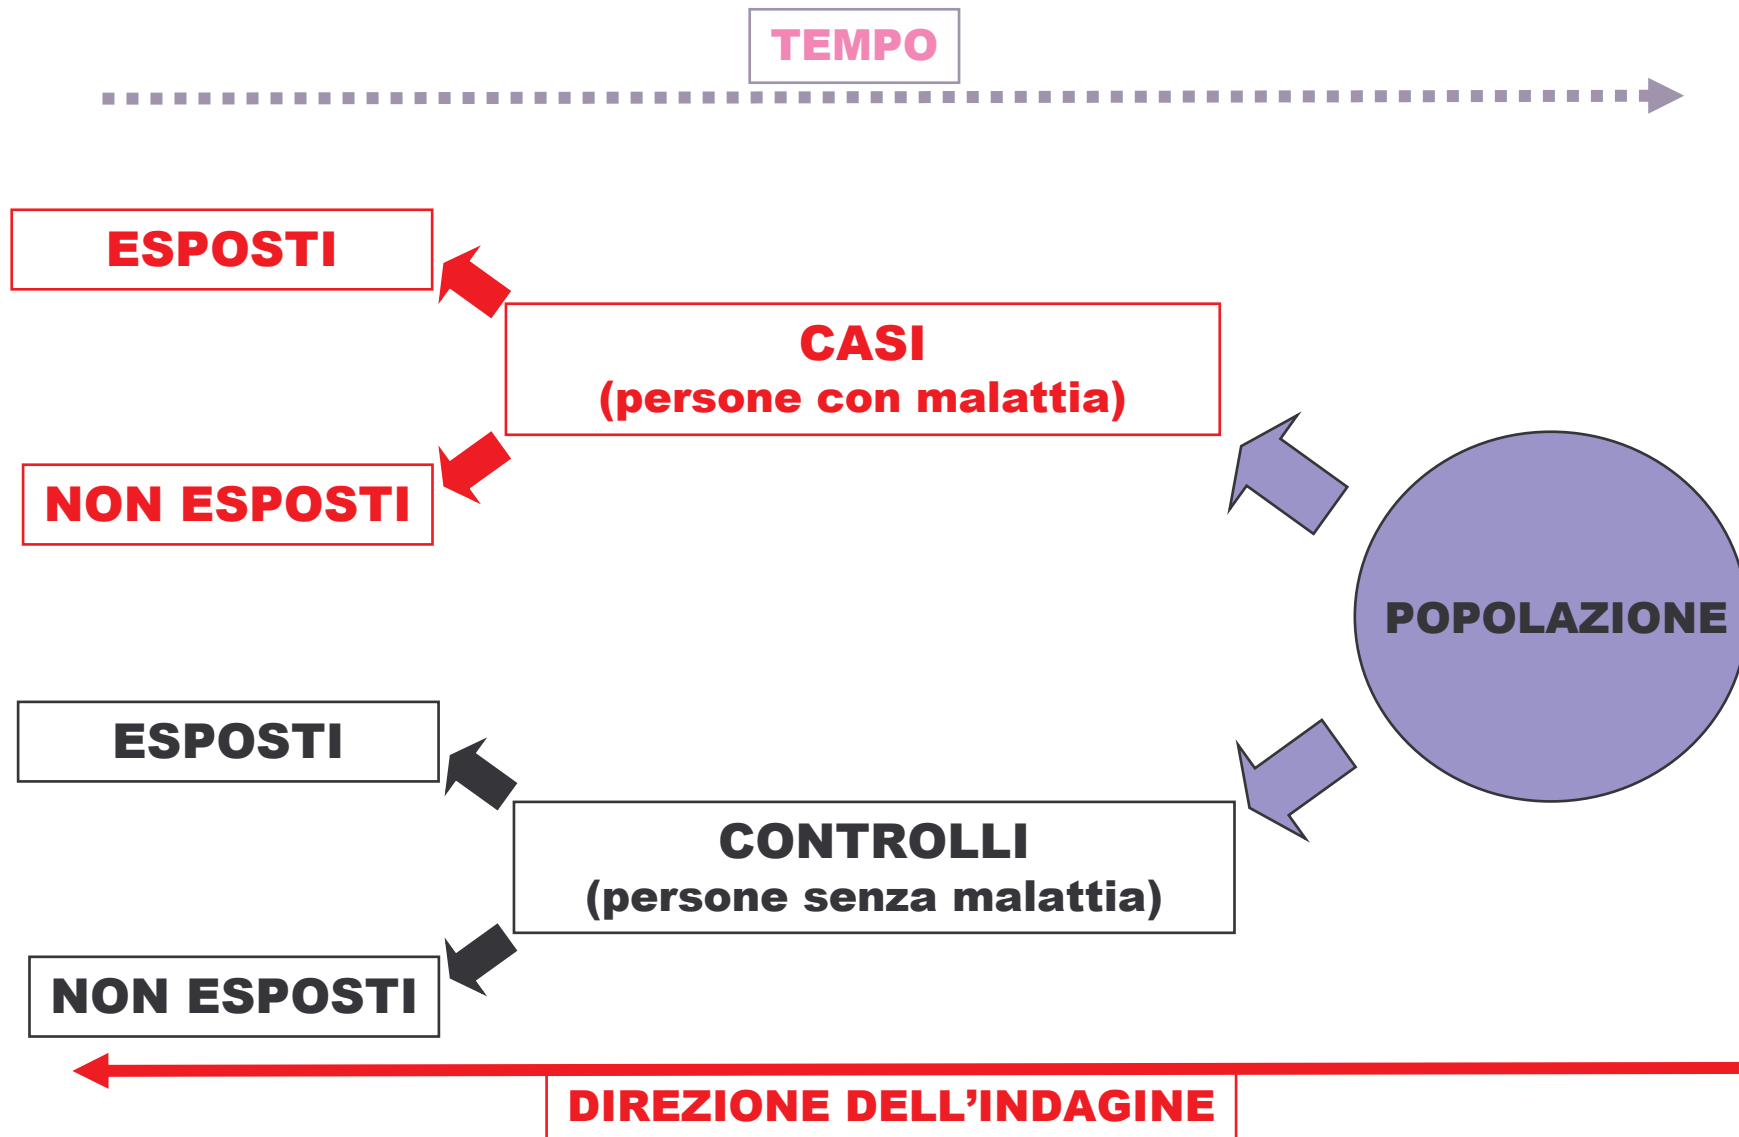 TEMPO
ESPOSTI
CASI
(persone con malattia)
NON ESPOSTI
POPOLAZIONE
ESPOSTI
CONTROLLI
(persone senza malattia)
NON ESPOSTI
DIREZIONE DELL’INDAGINE